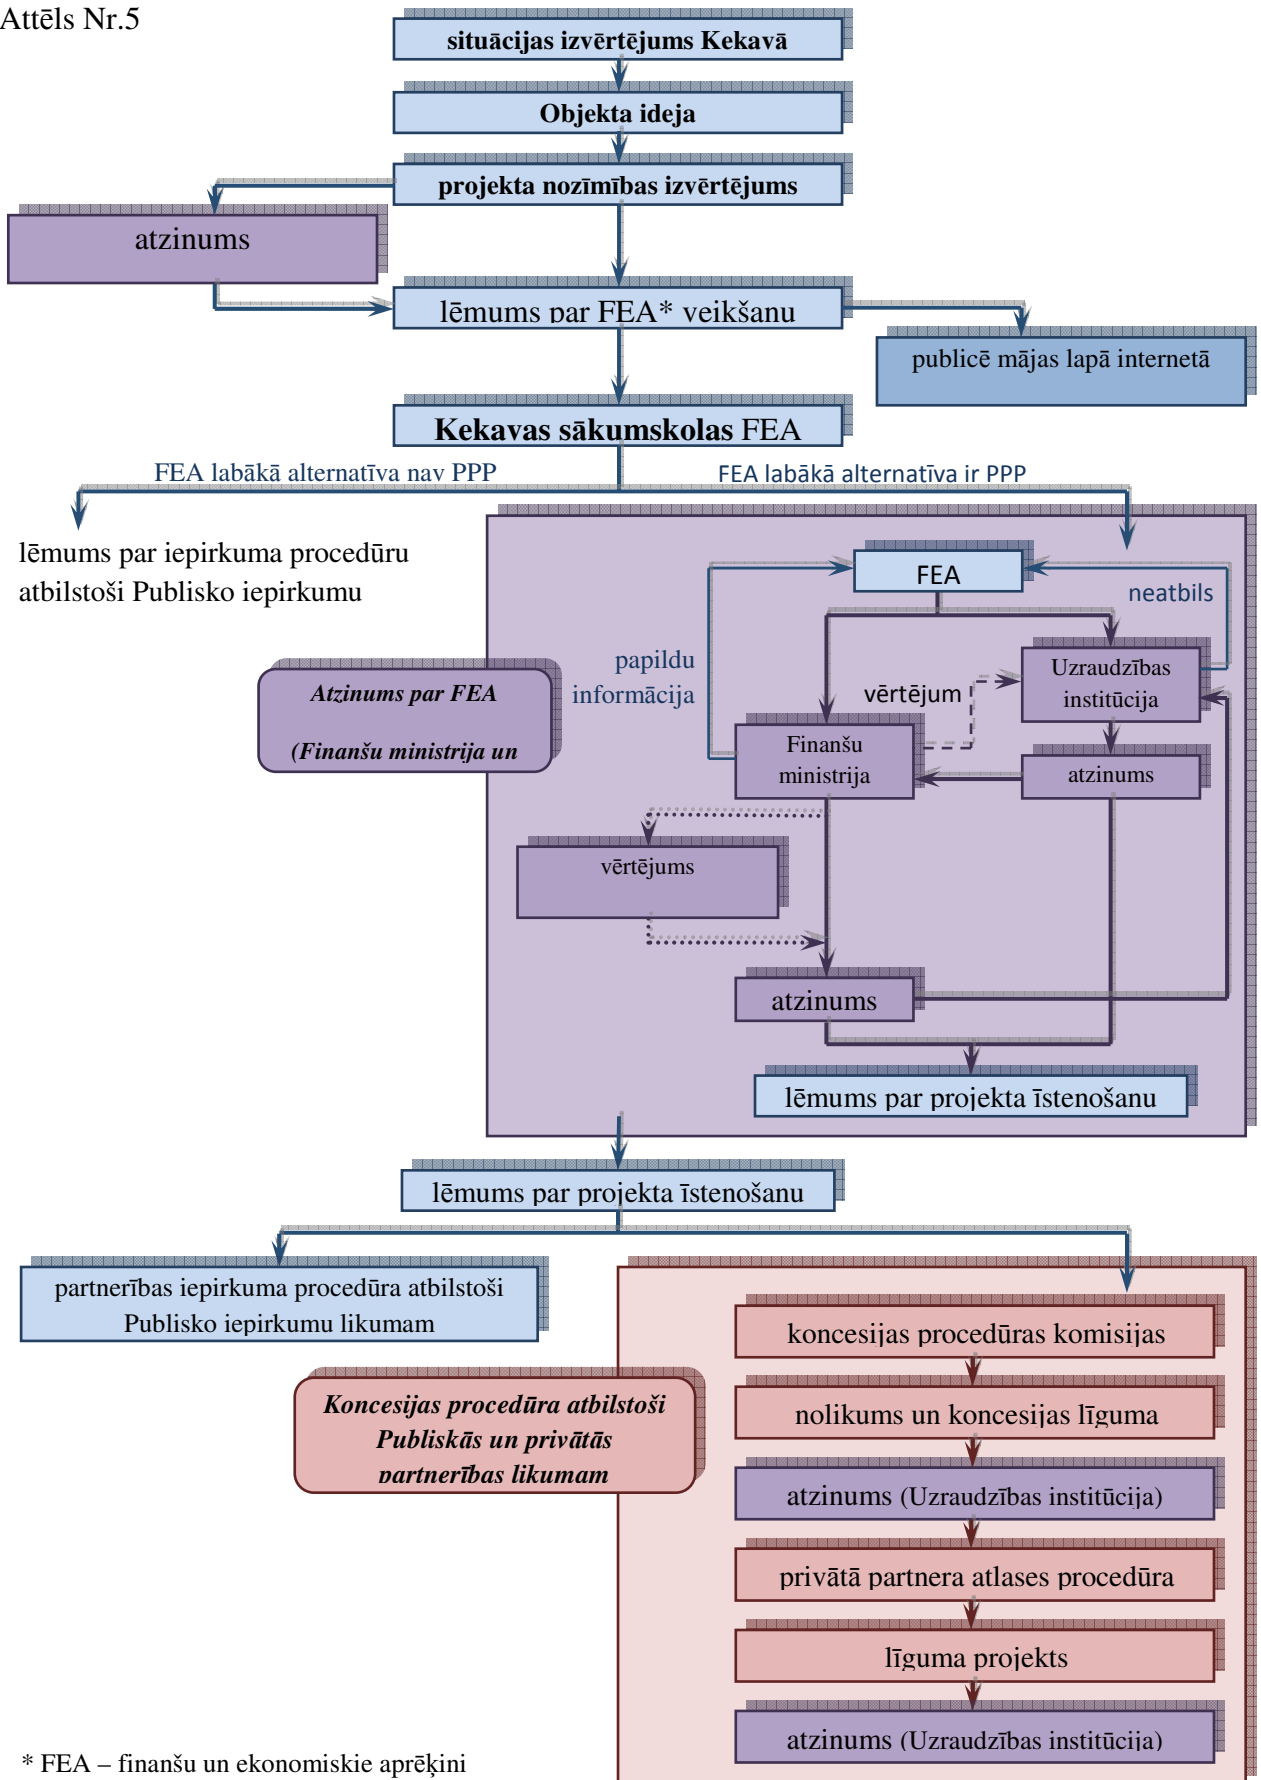 Attēls Nr.5
situācijas izvērtējums Kekavā
Objekta ideja
projekta nozīmības izvērtējums
atzinums
lēmums par FEA* veikšanu
publicē mājas lapā internetā
Kekavas sākumskolas FEA
FEA labākā alternatīva nav PPP
FEA labākā alternatīva ir PPP
lēmums par iepirkuma procedūru
atbilstoši Publisko iepirkumu
FEA
neatbils
papildu
informācija
Uzraudzības
institūcija
vērtējum
Atzinums par FEA
(Finanšu ministrija un
Finanšu
ministrija
atzinums
vērtējums
atzinums
lēmums par projekta īstenošanu
lēmums par projekta īstenošanu
partnerības iepirkuma procedūra atbilstoši
Publisko iepirkumu likumam
koncesijas procedūras komisijas
Koncesijas procedūra atbilstoši
Publiskās un privātās
partnerības likumam
nolikums un koncesijas līguma
atzinums (Uzraudzības institūcija)
privātā partnera atlases procedūra
līguma projekts
atzinums (Uzraudzības institūcija)
* FEA – finanšu un ekonomiskie aprēķini